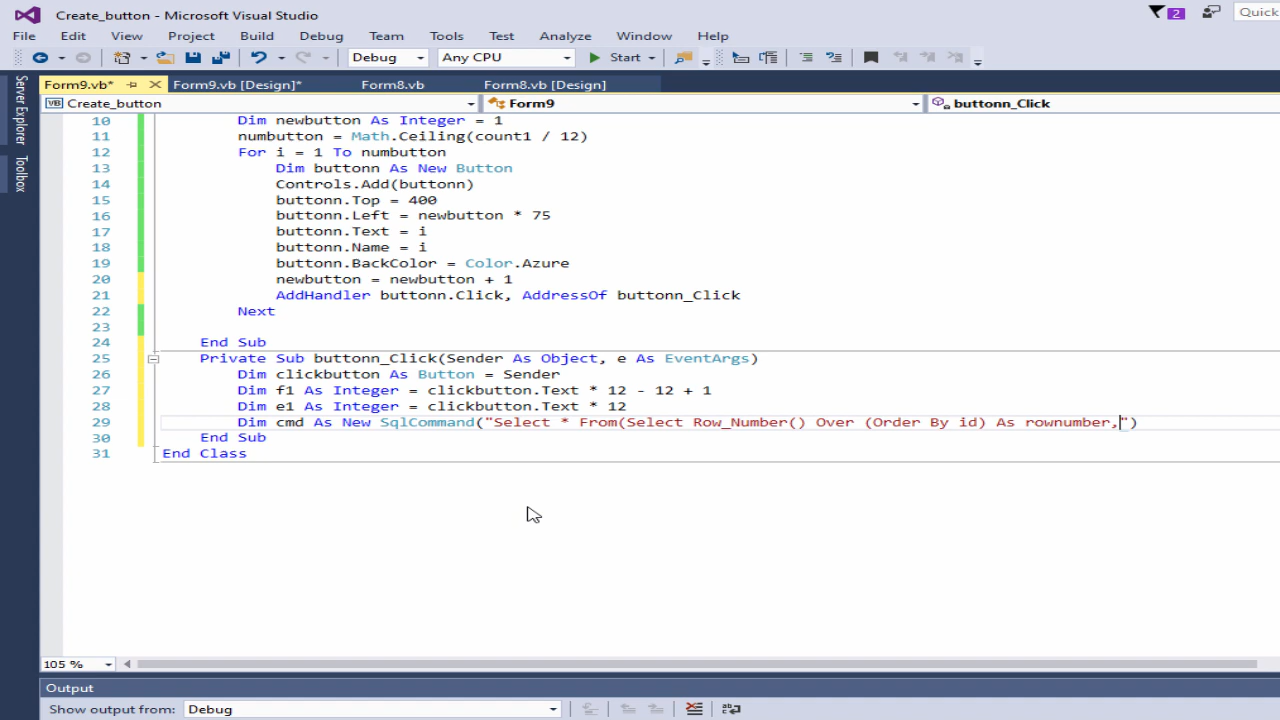 Create_button - Microsoft Visual Studio
2
Quick
File Edit View Project Build Debug Team Tools Test Analyze Window Help
Debug Any CPU Start
Server Explorer
Toolbox
Form9.vb* Form9.vb [Design]* Form8.vb Form8.vb [Design]
VB Create_button Form9 buttonn_Click
10 Dim newbutton As Integer = 1
11 numbutton = Math.Ceiling(count1 / 12)
12 For i = 1 To numbutton
13 Dim buttonn As New Button
14 Controls.Add(buttonn)
15 buttonn.Top = 400
16 buttonn.Left = newbutton * 75
17 buttonn.Text = i
18 buttonn.Name = i
19 buttonn.BackColor = Color.Azure
20 newbutton = newbutton + 1
21 AddHandler buttonn.Click, AddressOf buttonn_Click
22 Next
23
24 End Sub
25 Private Sub buttonn_Click(Sender As Object, e As EventArgs)
26 Dim clickbutton As Button = Sender
27 Dim f1 As Integer = clickbutton.Text * 12 - 12 + 1
28 Dim e1 As Integer = clickbutton.Text * 12
29 Dim cmd As New SqlCommand("Select * From(Select Row_Number() Over (Order By id) As rownumber,")
30 End Sub
31 End Class
105 %
Output
Show output from: Debug